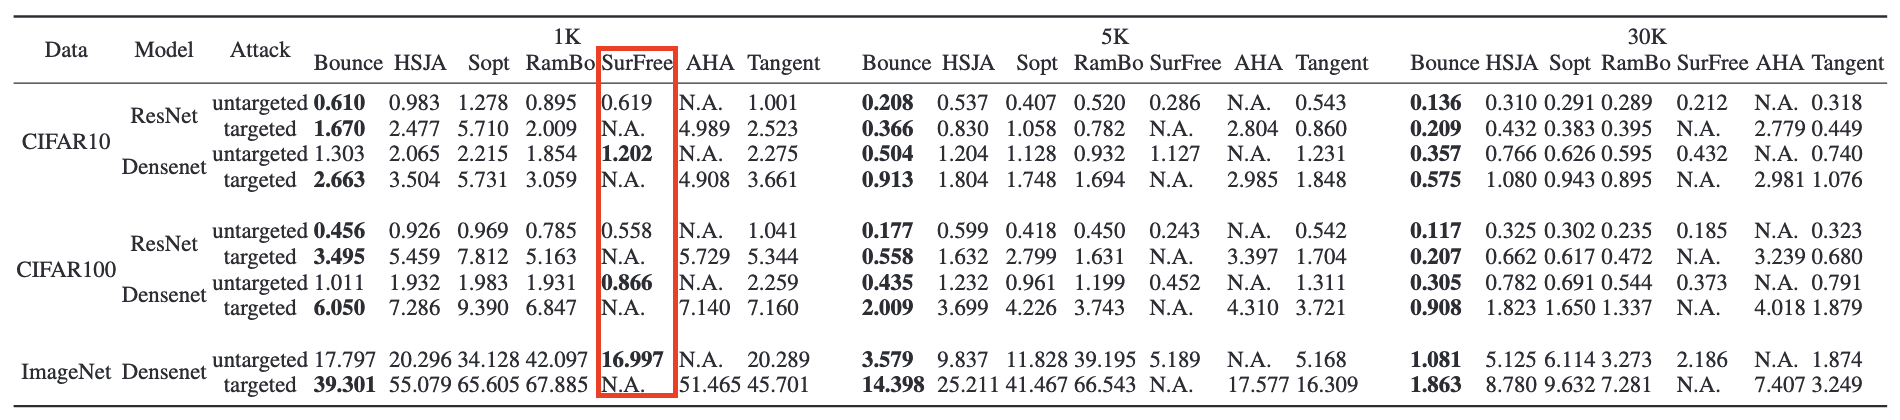 Data Model Attack 1K 5K 30K
Bounce HSJA Sopt RamBo SurFree AHA Tangent Bounce HSJA Sopt RamBo SurFree AHA Tangent Bounce HSJA Sopt RamBo SurFree AHA Tangent
CIFAR10 ResNet untargeted 0.610 0.983 1.278 0.895 0.619 N.A. 1.001 0.208 0.537 0.407 0.520 0.286 N.A. 0.543 0.136 0.310 0.291 0.289 0.212 N.A. 0.318
targeted 1.670 2.477 5.710 2.009 N.A. 4.989 2.523 0.366 0.830 1.058 0.782 N.A. 2.804 0.860 0.209 0.432 0.383 0.395 N.A. 2.779 0.449
Densenet untargeted 1.303 2.065 2.215 1.854 1.202 N.A. 2.275 0.504 1.204 1.128 0.932 1.127 N.A. 1.231 0.357 0.766 0.626 0.595 0.432 N.A. 0.740
targeted 2.663 3.504 5.731 3.059 N.A. 4.908 3.661 0.913 1.804 1.748 1.694 N.A. 2.985 1.848 0.575 1.080 0.943 0.895 N.A. 2.981 1.076
CIFAR100 ResNet untargeted 0.456 0.926 0.969 0.785 0.558 N.A. 1.041 0.177 0.599 0.418 0.450 0.243 N.A. 0.542 0.117 0.325 0.302 0.235 0.185 N.A. 0.323
targeted 3.495 5.459 7.812 5.163 N.A. 5.729 5.344 0.558 1.632 2.799 1.631 N.A. 3.397 1.704 0.207 0.662 0.617 0.472 N.A. 3.239 0.680
Densenet untargeted 1.011 1.932 1.983 1.931 0.866 N.A. 2.259 0.435 1.232 0.961 1.199 0.452 N.A. 1.311 0.305 0.782 0.691 0.544 0.373 N.A. 0.791
targeted 6.050 7.286 9.390 6.847 N.A. 7.140 7.160 2.009 3.699 4.226 3.743 N.A. 4.310 3.721 0.908 1.823 1.650 1.337 N.A. 4.018 1.879
ImageNet Densenet untargeted 17.797 20.296 34.128 42.097 16.997 N.A. 20.289 3.579 9.837 11.828 39.195 5.189 N.A. 5.168 1.081 5.125 6.114 3.273 2.186 N.A. 1.874
targeted 39.301 55.079 65.605 67.885 N.A. 51.465 45.701 14.398 25.211 41.467 66.543 N.A. 17.577 16.309 1.863 8.780 9.632 7.281 N.A. 7.407 3.249